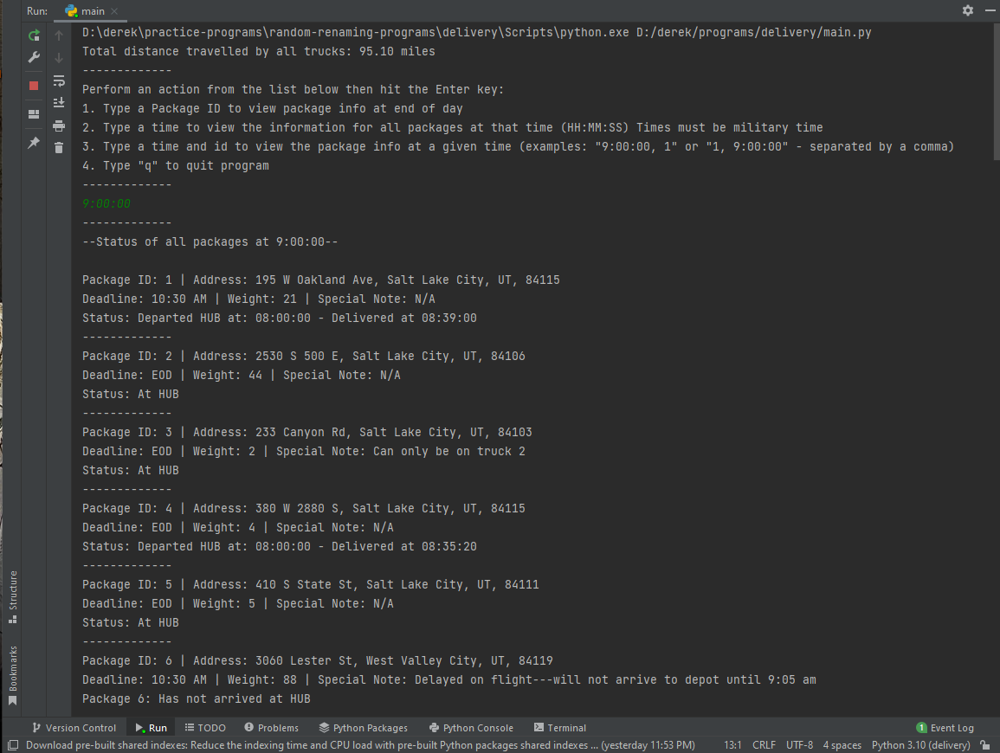 Run: main
D:\derek\practice-programs\random-renaming-programs\delivery\Scripts\python.exe D:/derek/programs/delivery/main.py
Total distance travelled by all trucks: 95.10 miles
-------------
Perform an action from the list below then hit the Enter key:
1. Type a Package ID to view package info at end of day
2. Type a time to view the information for all packages at that time (HH:MM:SS) Times must be military time
3. Type a time and id to view the package info at a given time (examples: "9:00:00, 1" or "1, 9:00:00" - separated by a comma)
4. Type "q" to quit program
-------------
9:00:00
-------------
--Status of all packages at 9:00:00--
Package ID: 1 | Address: 195 W Oakland Ave, Salt Lake City, UT, 84115
Deadline: 10:30 AM | Weight: 21 | Special Note: N/A
Status: Departed HUB at: 08:00:00 - Delivered at 08:39:00
-------------
Package ID: 2 | Address: 2530 S 500 E, Salt Lake City, UT, 84106
Deadline: EOD | Weight: 44 | Special Note: N/A
Status: At HUB
-------------
Package ID: 3 | Address: 233 Canyon Rd, Salt Lake City, UT, 84103
Deadline: EOD | Weight: 2 | Special Note: Can only be on truck 2
Status: At HUB
-------------
Package ID: 4 | Address: 380 W 2880 S, Salt Lake City, UT, 84115
Deadline: EOD | Weight: 4 | Special Note: N/A
Status: Departed HUB at: 08:00:00 - Delivered at 08:35:20
-------------
Package ID: 5 | Address: 410 S State St, Salt Lake City, UT, 84111
Deadline: EOD | Weight: 5 | Special Note: N/A
Status: At HUB
-------------
Package ID: 6 | Address: 3060 Lester St, West Valley City, UT, 84119
Deadline: 10:30 AM | Weight: 88 | Special Note: Delayed on flight---will not arrive to depot until 9:05 am
Package 6: Has not arrived at HUB
Structure
Bookmarks
Version Control Run TODO Problems Python Packages Python Console Terminal 1 Event Log
Download pre-built shared indexes: Reduce the indexing time and CPU load with pre-built Python packages shared indexes ... (yesterday 11:53 PM) 13:1 CRLF UTF-8 4 spaces Python 3.10 (delivery)